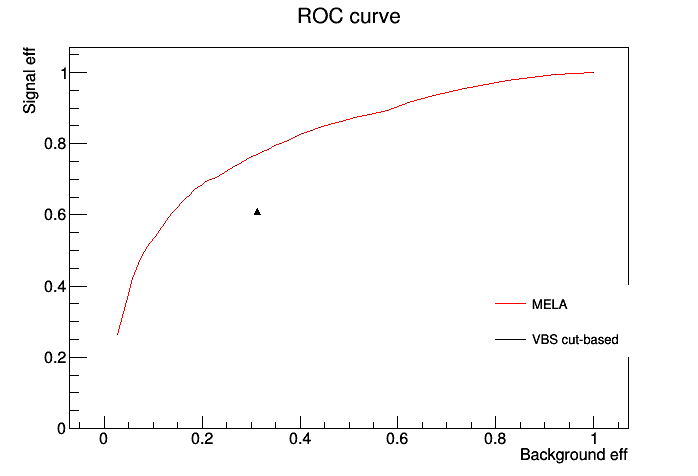 ROC curve
Signal eff
1
0.8
0.6
0.4
0.2
0
MELA
VBS cut-based
0 0.2 0.4 0.6 0.8 1
Background eff